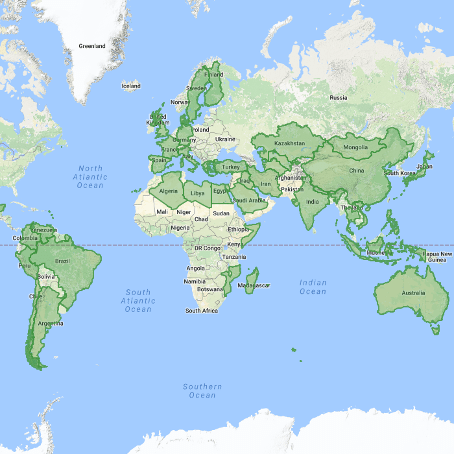 Greenland
Iceland
Finland
Sweden
Norway
Russia
United
Kingdom
Poland
Germany
Ukraine
France
Kazakhstan
Mongolia
Spain
Italy
Turkey
China
Japan
South Korea
North
Atlantic
Ocean
Afghanistan
Iraq
Iran
Pakistan
Algeria
Libya
Egypt
Saudi Arabia
India
Mali
Niger
Sudan
Chad
Thailand
Nigeria
Ethiopia
Venezuela
Colombia
Kenya
DR Congo
Indonesia
Papua New
Guinea
Tanzania
Peru
Brazil
Angola
Bolivia
Namibia
Botswana
Madagascar
South
Atlantic
Ocean
Indian
Ocean
Australia
Chile
South Africa
Argentina
Southern
Ocean